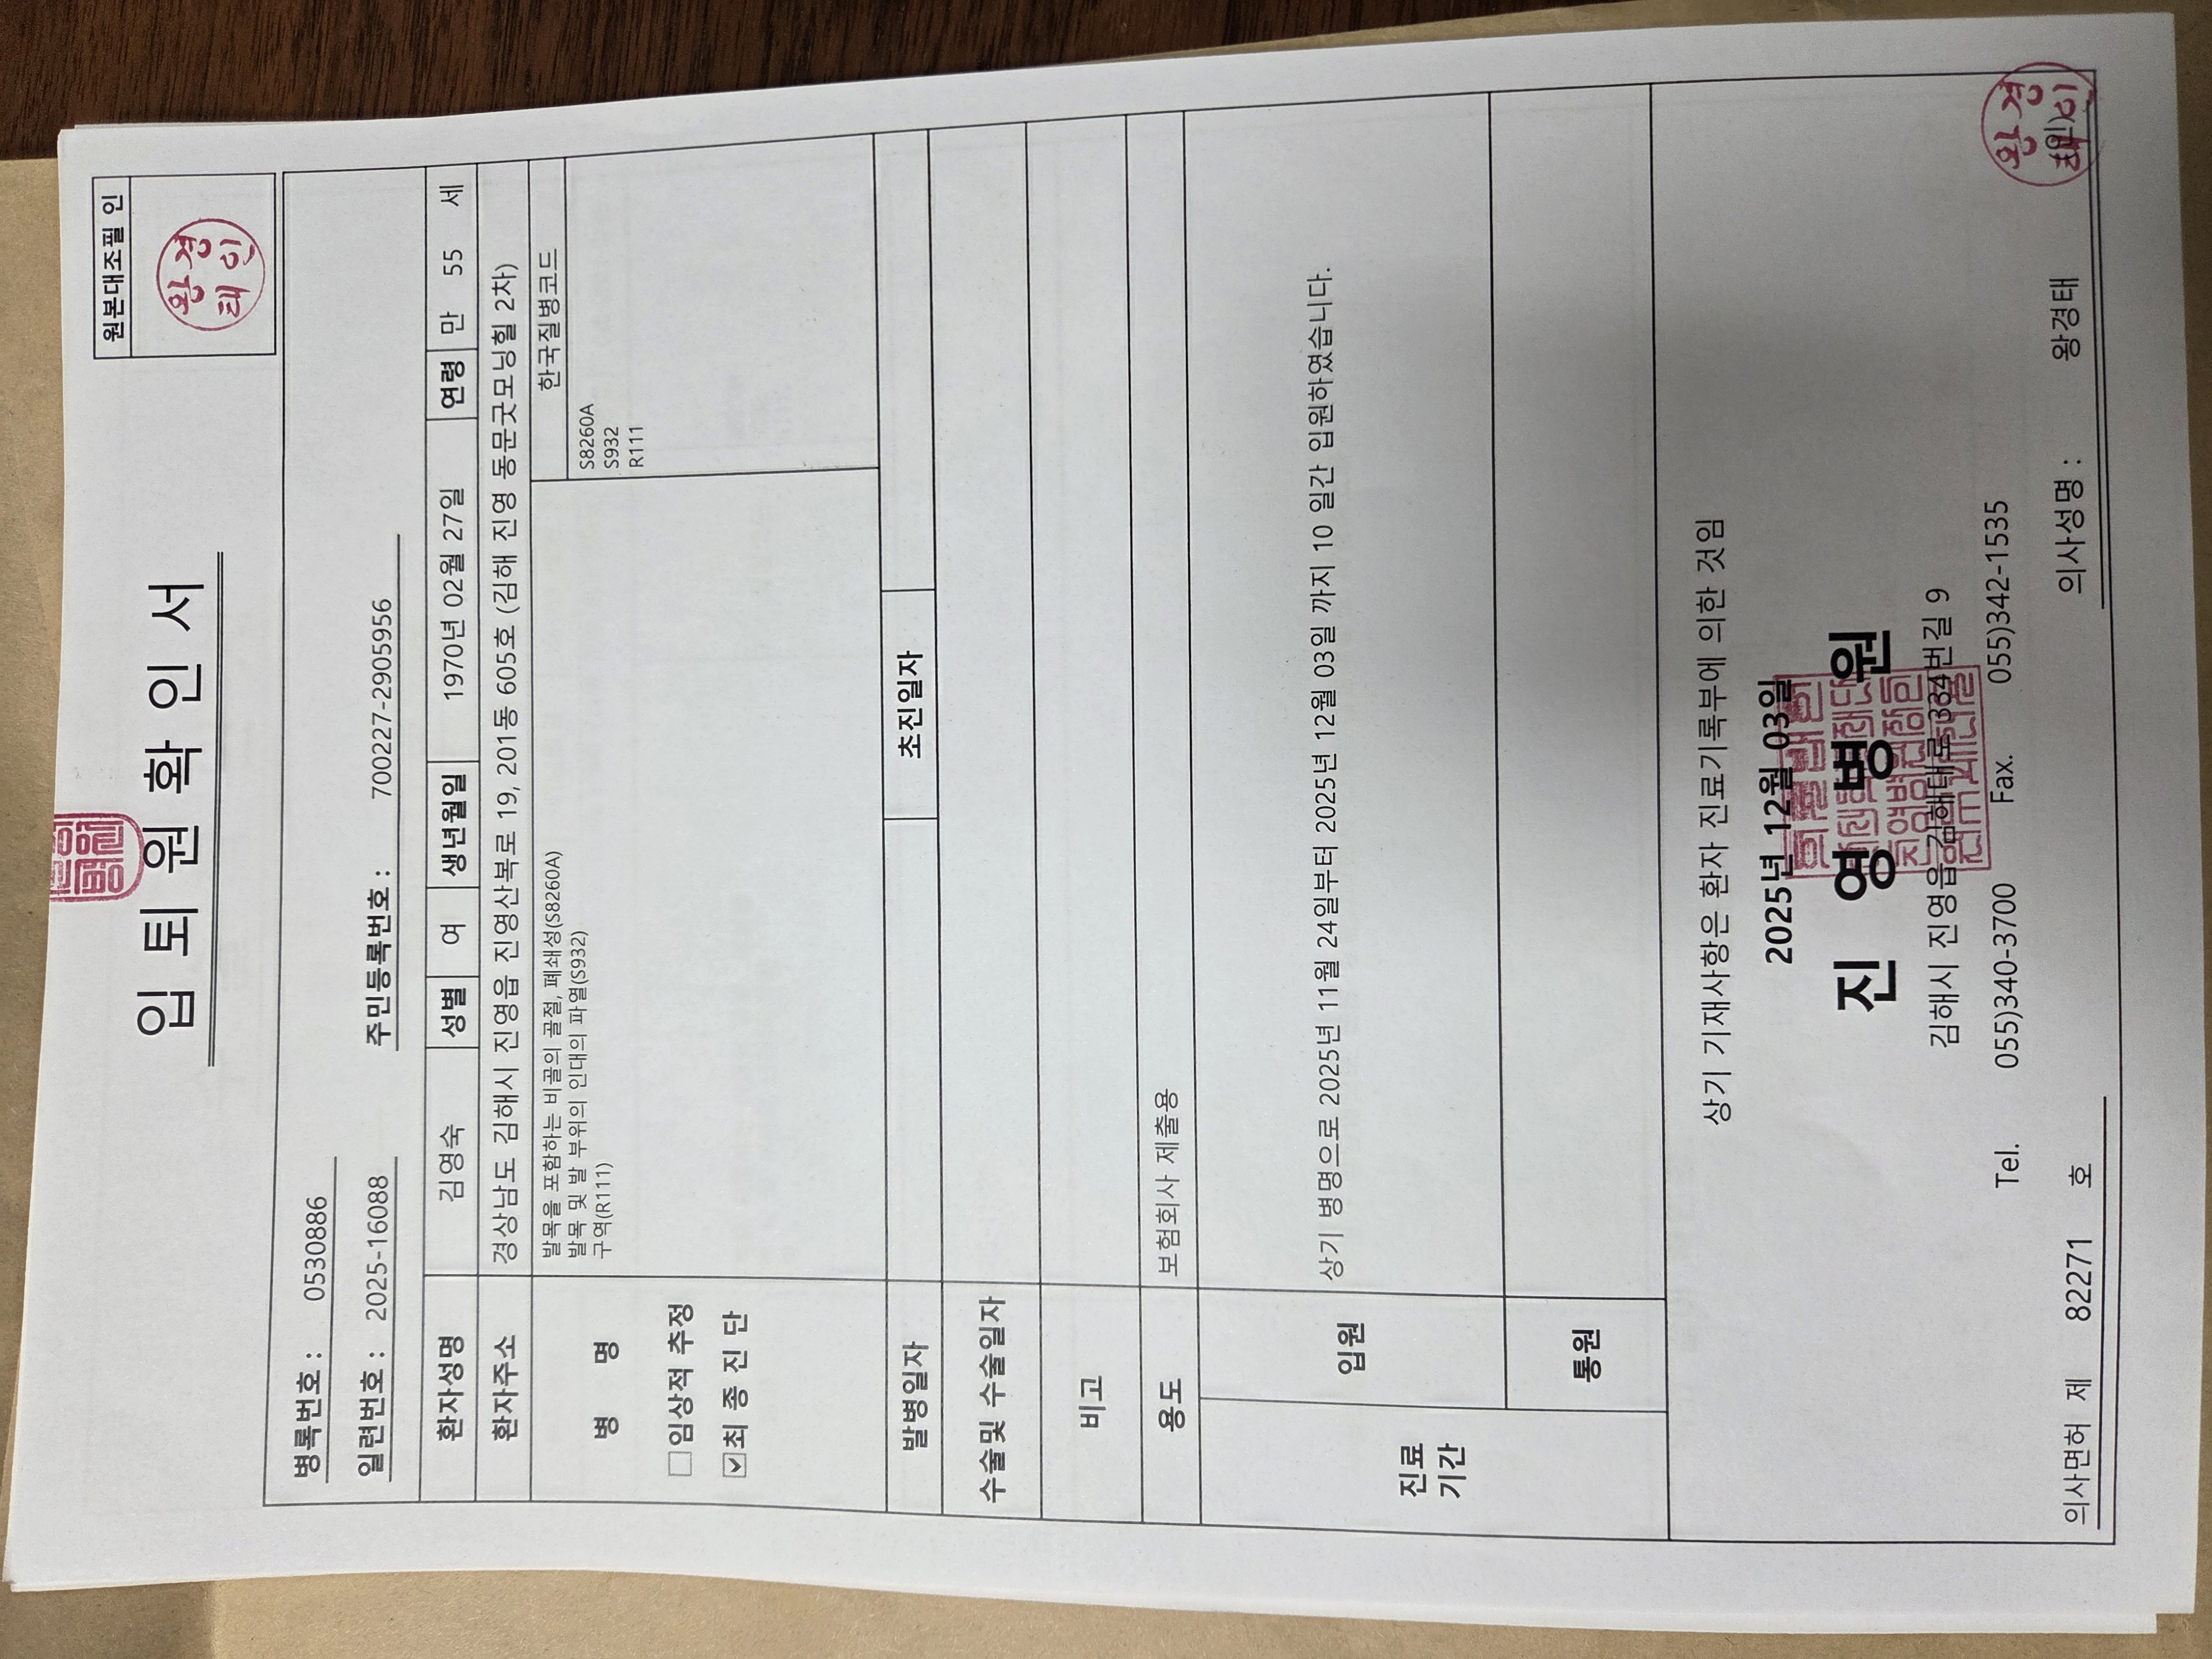 입 퇴 원 확 인 서
원본대조필 인
왕경
태인
병록번호 : 0530886
일련번호 : 2025-16088 주민등록번호 : 700227-2905956
환자성명 김영숙 성별 여 생년월일 1970년 02월 27일 연령 만 55 세
환자주소 경상남도 김해시 진영읍 진영산복로 19, 201동 605호 (김해 진영 동문굿모닝힐 2차)
병 명
□임상적 추정
☑최 종 진 단
발목을 포함하는 비골의 골절, 폐쇄성(S8260A)
발목 및 발 부위의 인대의 파열(S932)
구역(R111)
한국질병코드
S8260A
S932
R111
발병일자 초진일자
수술및 수술일자
비고
용도 보험회사 제출용
진료
기간
입원 상기 병명으로 2025년 11월 24일부터 2025년 12월 03일 까지 10 일간 입원하였습니다.
통원
상기 기재사항은 환자 진료기록부에 의한 것임
2025년 12월 03일
진 영 병 원
김해시 진영읍 김해대로 334번길 9
Tel. 055)340-3700 Fax. 055)342-1535
의사면허 제 82271 호 의사성명 : 왕경태 (인)
왕경
태인